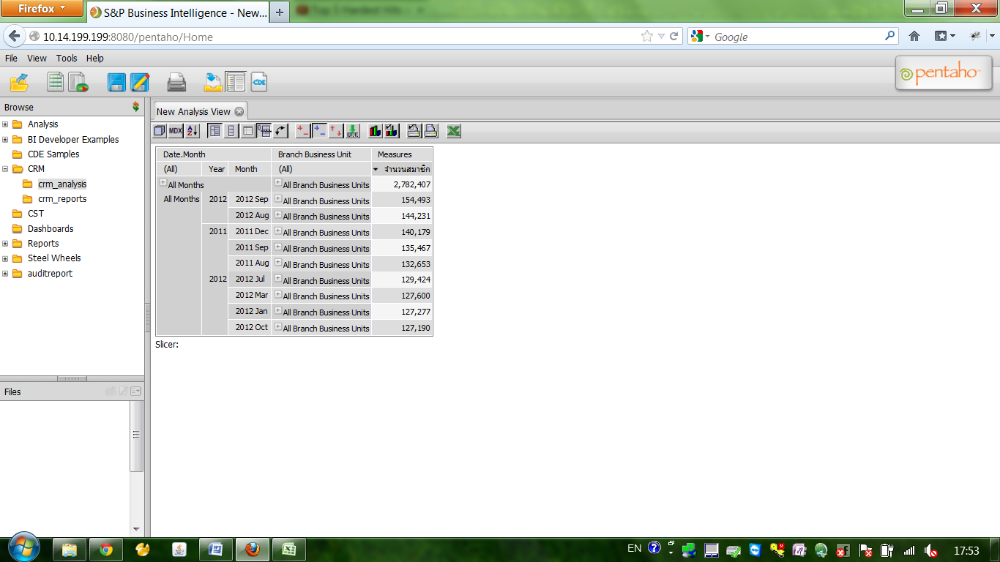 Firefox
S&P Business Intelligence - New...
10.14.199.199:8080/pentaho/Home
Google
File View Tools Help
pentaho
Browse
Analysis
BI Developer Examples
CDE Samples
CRM
crm_analysis
crm_reports
CST
Dashboards
Reports
Steel Wheels
auditreport
Files
CDE
New Analysis View
MDX
Date.Month Branch Business Unit Measures
(All) Year Month (All) จำนวนสมาชิก
All Months All Branch Business Units 2,782,407
All Months 2012 2012 Sep All Branch Business Units 154,493
2012 Aug All Branch Business Units 144,231
2011 2011 Dec All Branch Business Units 140,179
2011 Sep All Branch Business Units 135,467
2011 Aug All Branch Business Units 132,653
2012 2012 Jul All Branch Business Units 129,424
2012 Mar All Branch Business Units 127,600
2012 Jan All Branch Business Units 127,277
2012 Oct All Branch Business Units 127,190
Slicer:
EN 17:53